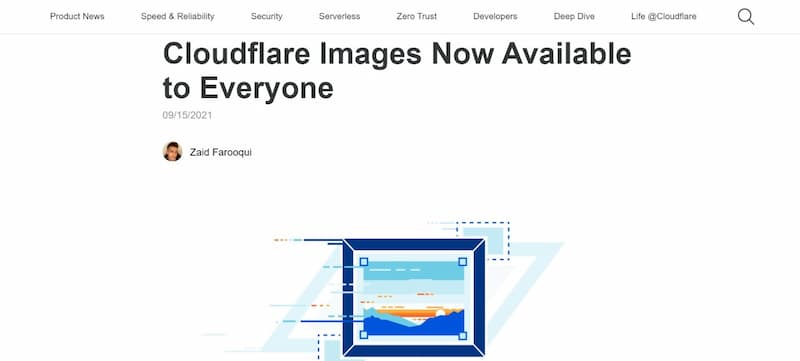 Product News Speed & Reliability Security Serverless Zero Trust Developers Deep Dive Life @Cloudflare
Cloudflare Images Now Available
to Everyone
09/15/2021
Zaid Farooqui